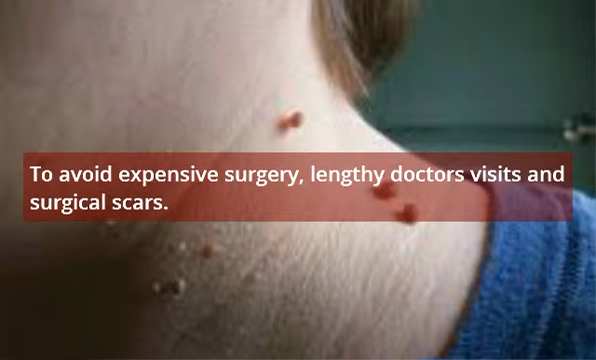 To avoid expensive surgery, lengthy doctors visits and
surgical scars.